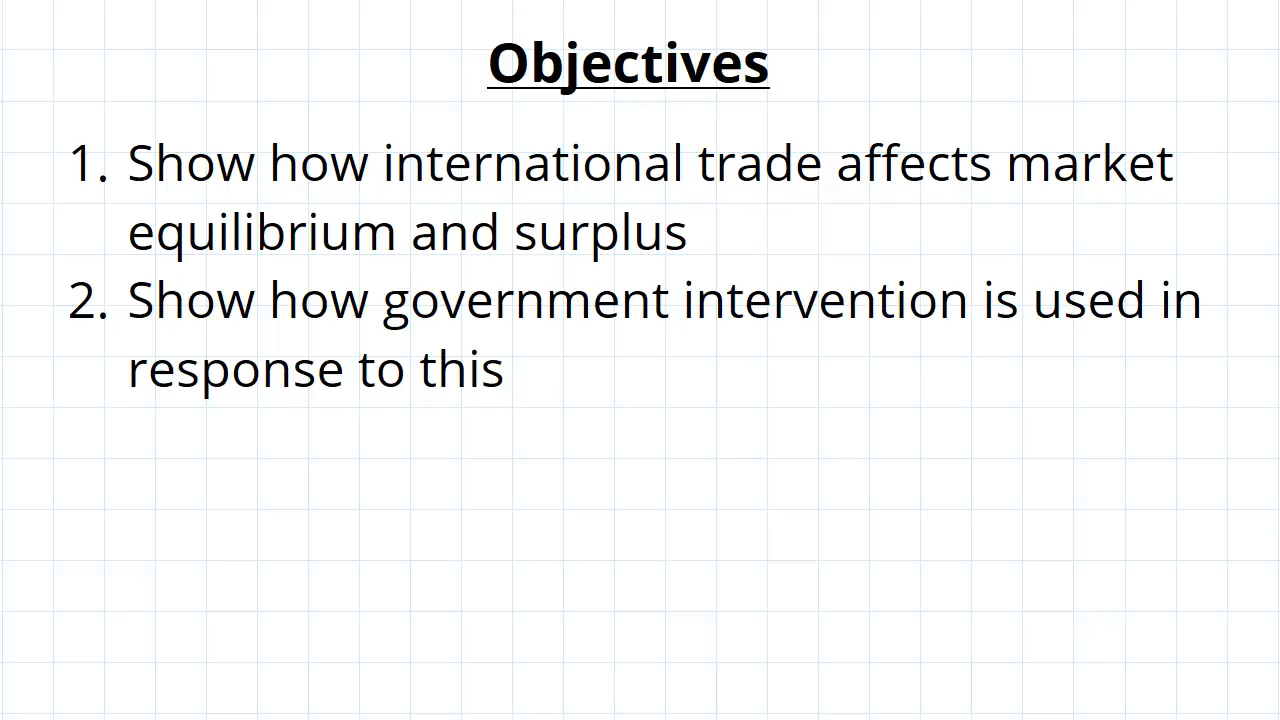 Objectives
1. Show how international trade affects market
equilibrium and surplus
2. Show how government intervention is used in
response to this